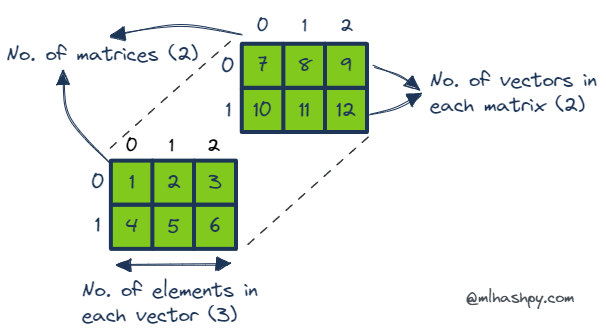 0 1 2
No. of matrices (2)
0 7 8 9
1 10 11 12
No. of vectors in
each matrix (2)
0 1 2
0 1 2 3
1 4 5 6
No. of elements in
each vector (3)
@mlhashpy.com